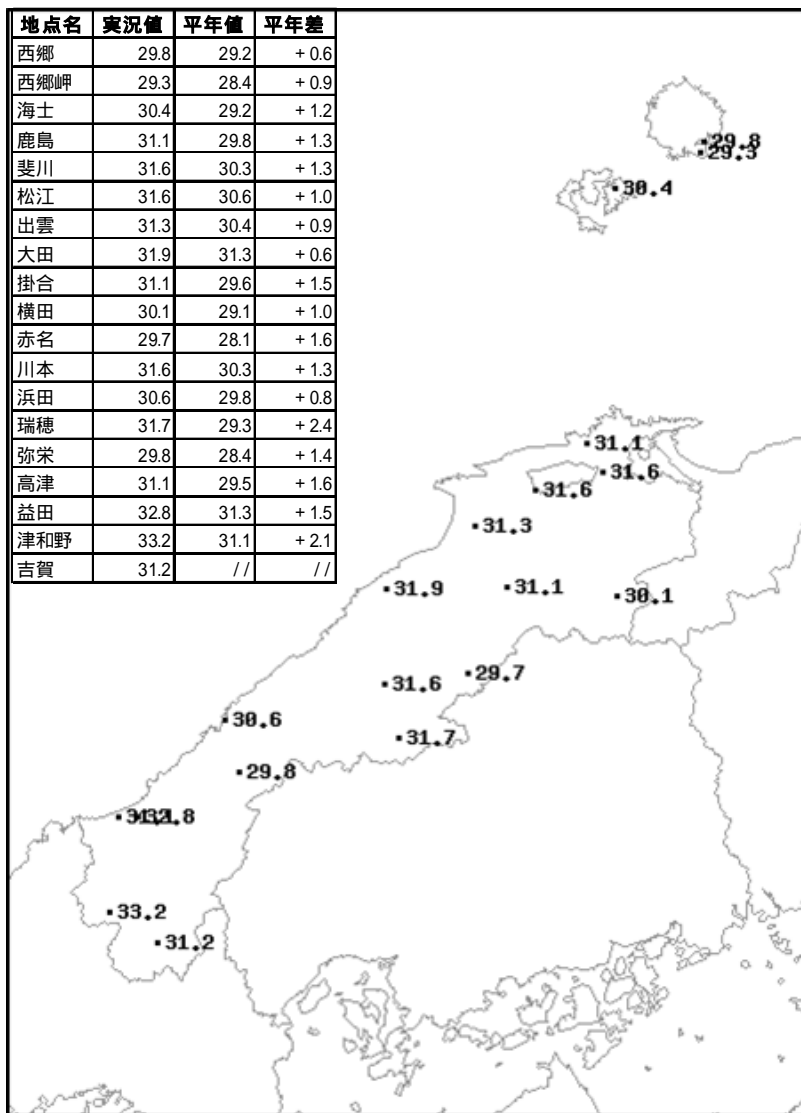 地点名 実況値 平年値 平年差
西郷 29.8 29.2 + 0.6
西郷岬 29.3 28.4 + 0.9
海士 30.4 29.2 + 1.2
鹿島 31.1 29.8 + 1.3
斐川 31.6 30.3 + 1.3
松江 31.6 30.6 + 1.0
出雲 31.3 30.4 + 0.9
大田 31.9 31.3 + 0.6
掛合 31.1 29.6 + 1.5
横田 30.1 29.1 + 1.0
赤名 29.7 28.1 + 1.6
川本 31.6 30.3 + 1.3
浜田 30.6 29.8 + 0.8
瑞穂 31.7 29.3 + 2.4
弥栄 29.8 28.4 + 1.4
高津 31.1 29.5 + 1.6
益田 32.8 31.3 + 1.5
津和野 33.2 31.1 + 2.1
吉賀 31.2 // //
29.8
29.3
30.4
31.1
31.6
31.6
31.3
31.9
31.1
30.1
29.7
31.6
31.7
30.6
29.8
33.2
31.2